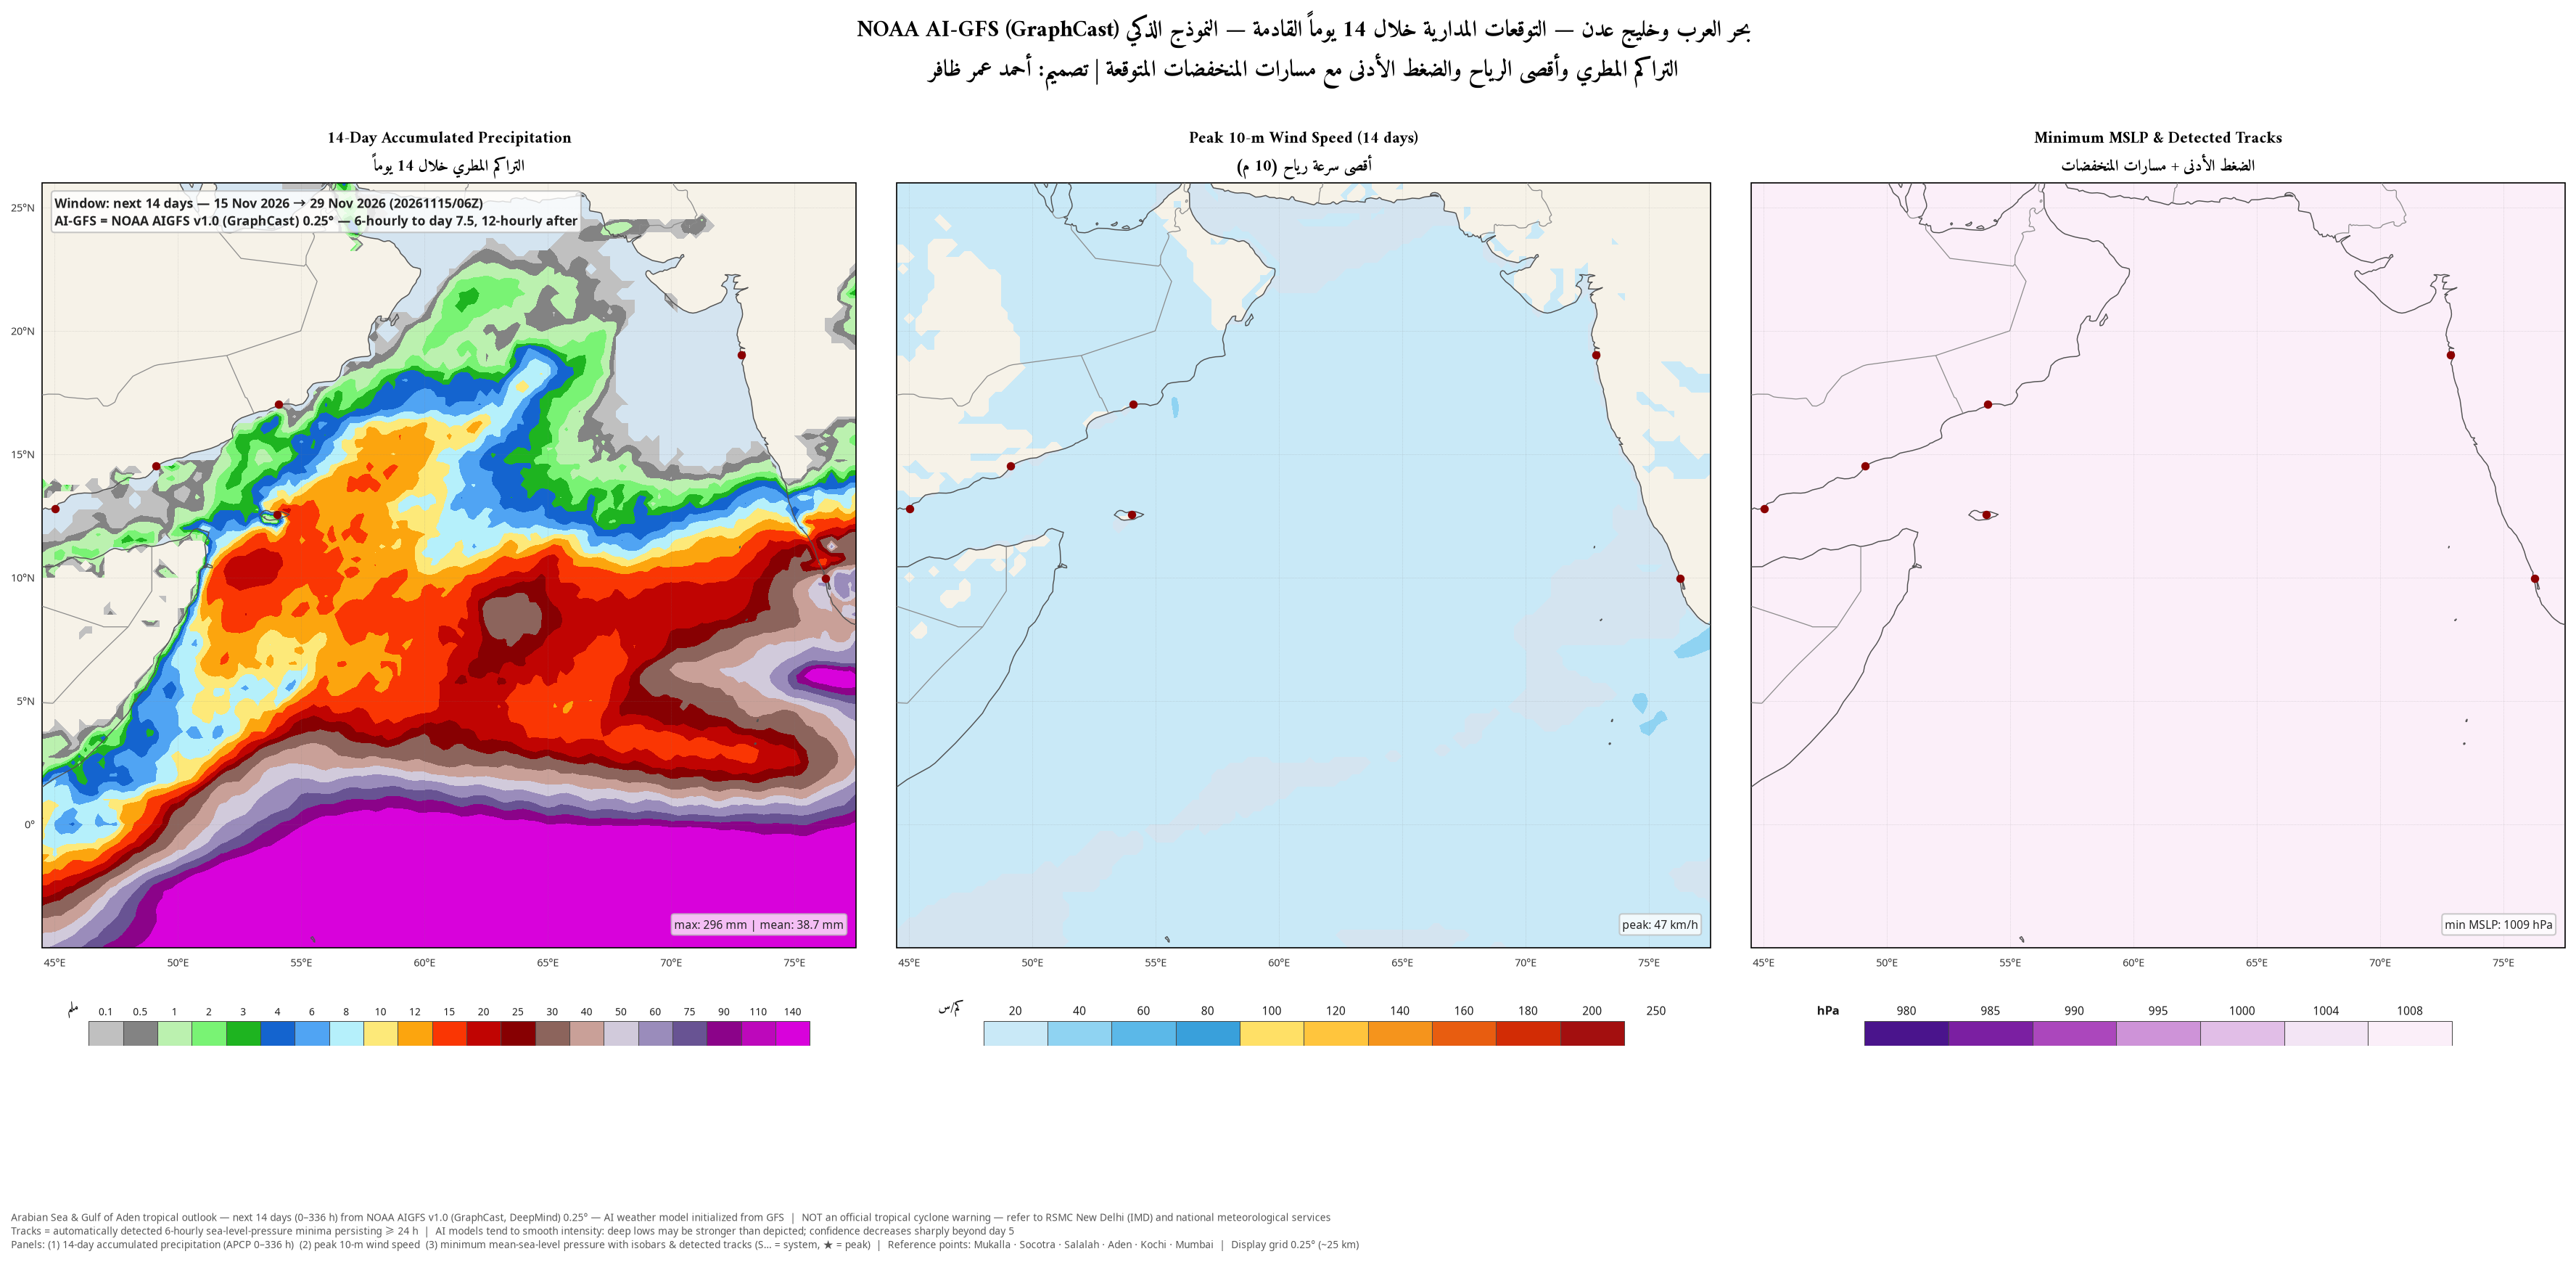 بحر العرب وخليج عدن — التوقعات المدارية خلال 14 يوماً القادمة — النموذج الذكي NOAA AI-GFS (GraphCast)
التراكم المطري وأقصى الرياح والضغط الأدنى مع مسارات المنخفضات المتوقعة | تصميم: أحمد عمر ظافر
14-Day Accumulated Precipitation
التراكم المطري خلال 14 يوماً
Window: next 14 days — 15 Nov 2026 → 29 Nov 2026 (20261115/06Z)
AI-GFS = NOAA AIGFS v1.0 (GraphCast) 0.25° — 6-hourly to day 7.5, 12-hourly after
25°N
20°N
15°N
10°N
5°N
0°
max: 296 mm | mean: 38.7 mm
45°E 50°E 55°E 60°E 65°E 70°E 75°E
ملم 0.1 0.5 1 2 3 4 6 8 10 12 15 20 25 30 40 50 60 75 90 110 140
Peak 10-m Wind Speed (14 days)
أقصى سرعة رياح (10 م)
peak: 47 km/h
45°E 50°E 55°E 60°E 65°E 70°E 75°E
كم/س 20 40 60 80 100 120 140 160 180 200 250
Minimum MSLP & Detected Tracks
الضغط الأدنى + مسارات المنخفضات
min MSLP: 1009 hPa
45°E 50°E 55°E 60°E 65°E 70°E 75°E
hPa 980 985 990 995 1000 1004 1008
Arabian Sea & Gulf of Aden tropical outlook — next 14 days (0–336 h) from NOAA AIGFS v1.0 (GraphCast, DeepMind) 0.25° — AI weather model initialized from GFS | NOT an official tropical cyclone warning — refer to RSMC New Delhi (IMD) and national meteorological services
Tracks = automatically detected 6-hourly sea-level-pressure minima persisting ⩾ 24 h | AI models tend to smooth intensity: deep lows may be stronger than depicted; confidence decreases sharply beyond day 5
Panels: (1) 14-day accumulated precipitation (APCP 0–336 h) (2) peak 10-m wind speed (3) minimum mean-sea-level pressure with isobars & detected tracks (S... = system, ★ = peak) | Reference points: Mukalla · Socotra · Salalah · Aden · Kochi · Mumbai | Display grid 0.25° (~25 km)